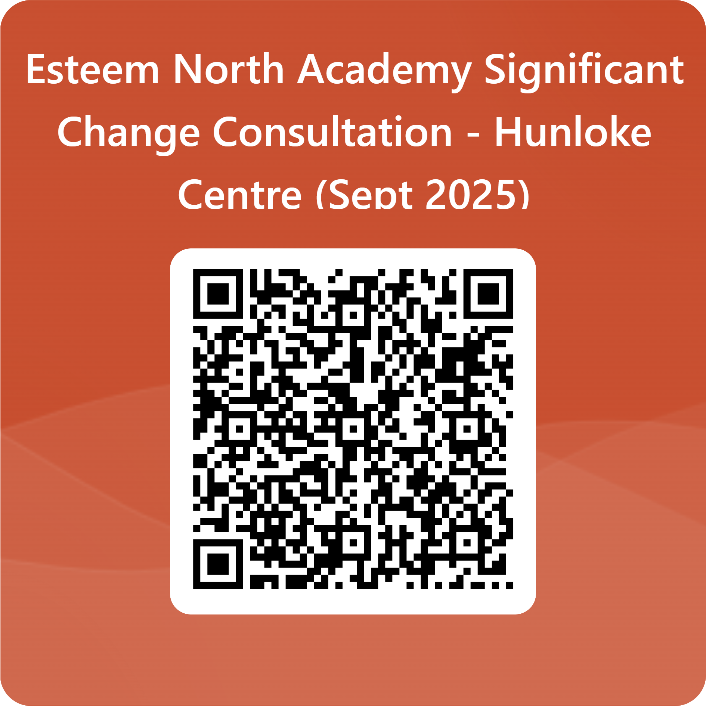 Esteem North Academy Significant
Change Consultation - Hunloke
Centre (Sept 2025)